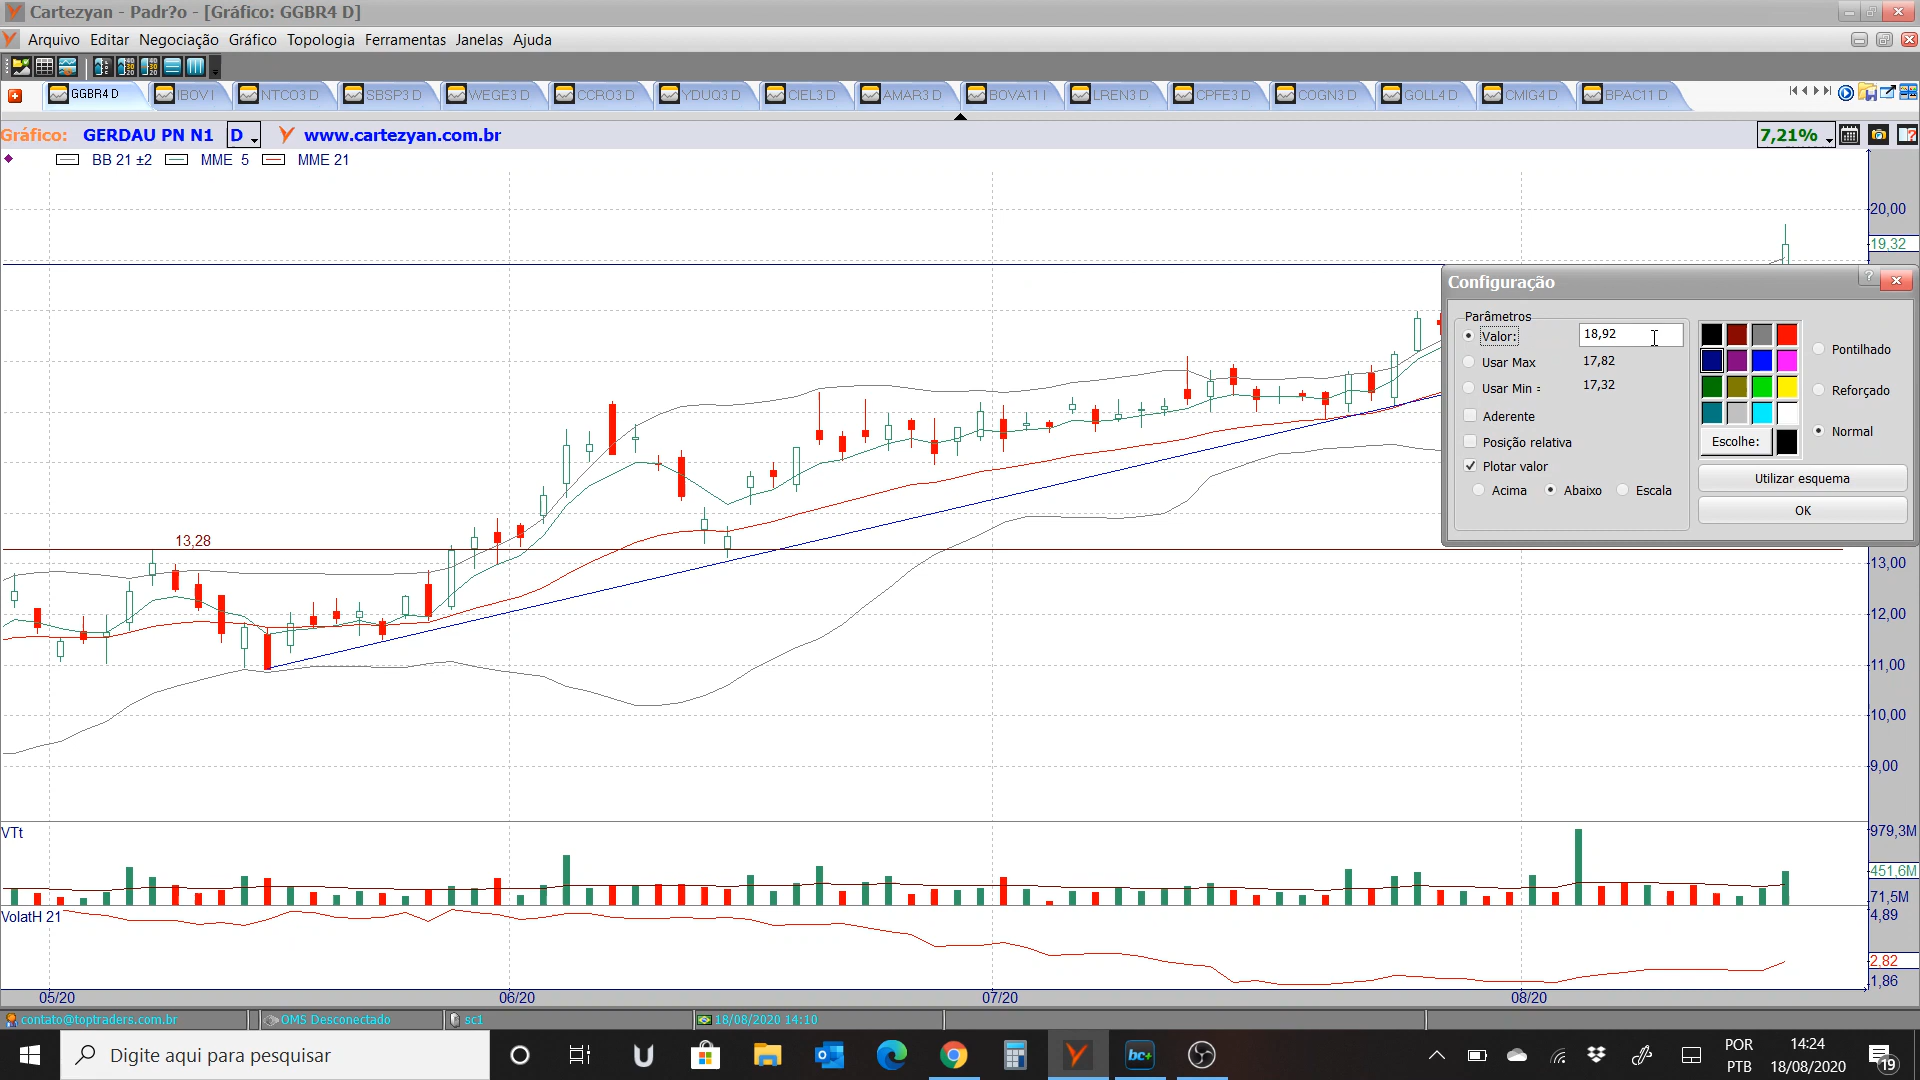 Cartezyan - Padr?o - [Gráfico: GGBR4 D]
Arquivo Editar Negociação Gráfico Topologia Ferramentas Janelas Ajuda
GGBR4 D IBOV I NTCO3 D SBSP3 D WEGE3 D CCRO3 D YDUQ3 D CIEL3 D AMAR3 D BOVA11 I LREN3 D CPFE3 D COGN3 D GOLL4 D CMIG4 D BPAC11 D
Gráfico: GERDAU PN N1 D www.cartezyan.com.br 7,21%
BB 21 ±2 MME 5 MME 21
20,00
19,32
Configuração
Parâmetros
Valor: 18,92
Usar Max 17,82
Usar Min = 17,32
Aderente
Posição relativa
Plotar valor
Acima Abaixo Escala
Pontilhado
Reforçado
Normal
Escolhe:
Utilizar esquema
OK
13,28
13,00
12,00
11,00
10,00
9,00
VTt
979,3M
451,6M
71,5M
VolatH 21
4,89
2,82
1,86
05/20 06/20 07/20 08/20
contato@toptraders.com.br OMS Desconectado sc1 18/08/2020 14:10
Digite aqui para pesquisar
bc+
POR
PTB
14:24
18/08/2020
19